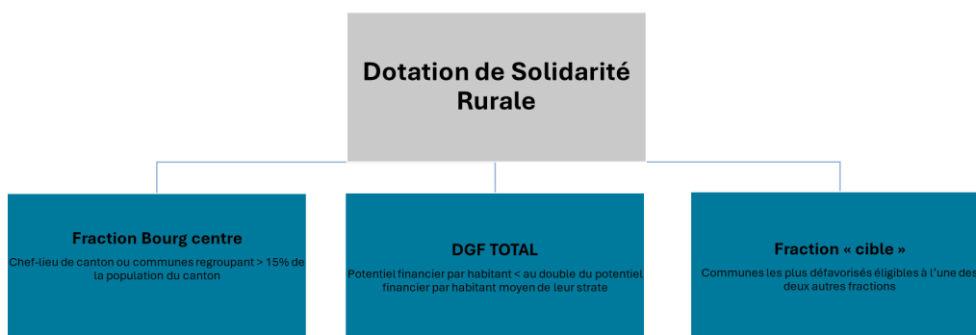 Dotation de Solidarité
Rurale
Fraction Bourg centre
Chef-lieu de canton ou communes regroupant > 15% de
la population du canton
DGF TOTAL
Potentiel financier par habitant < au double du potentiel
financier par habitant moyen de leur strate
Fraction « cible »
Communes les plus défavorisés éligibles à l'une des
deux autres fractions